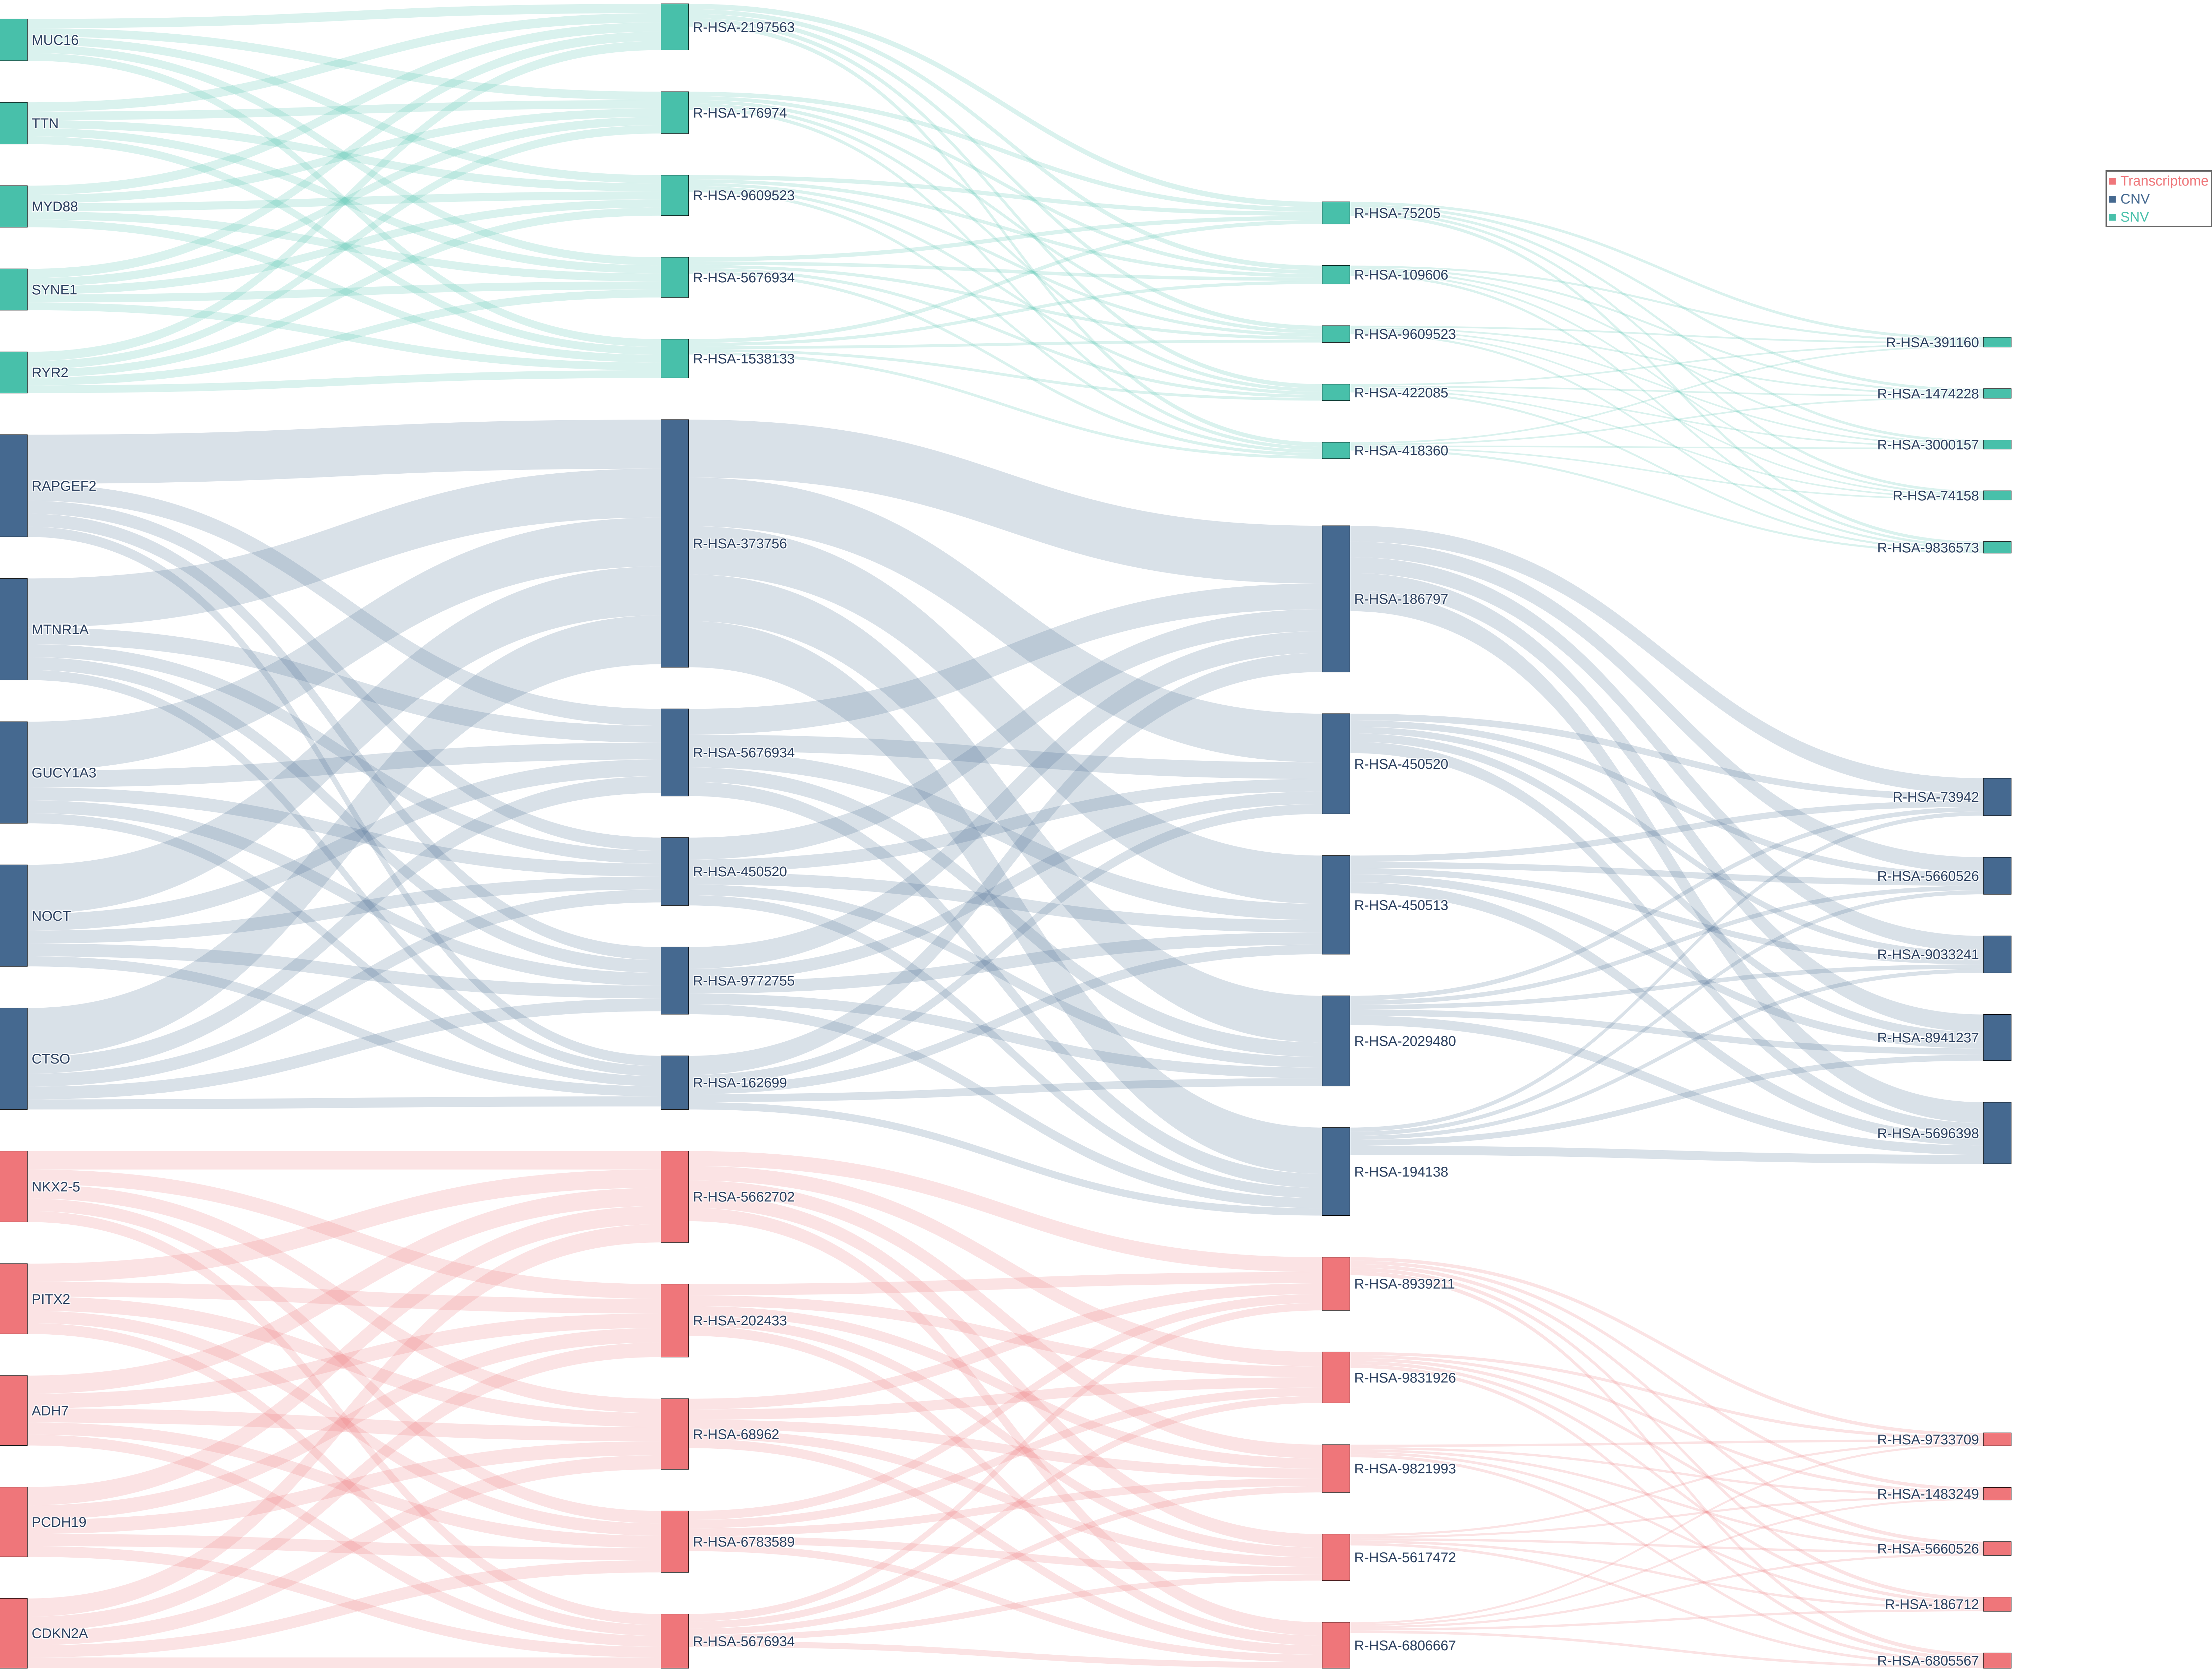 MUC16
TTN
MYD88
SYNE1
RYR2
RAPGEF2
MTNR1A
GUCY1A3
NOCT
CTSO
NKX2-5
PITX2
ADH7
PCDH19
CDKN2A
R-HSA-2197563
R-HSA-176974
R-HSA-9609523
R-HSA-5676934
R-HSA-1538133
R-HSA-373756
R-HSA-5676934
R-HSA-450520
R-HSA-9772755
R-HSA-162699
R-HSA-5662702
R-HSA-202433
R-HSA-68962
R-HSA-6783589
R-HSA-5676934
R-HSA-75205
R-HSA-109606
R-HSA-9609523
R-HSA-422085
R-HSA-418360
R-HSA-186797
R-HSA-450520
R-HSA-450513
R-HSA-2029480
R-HSA-194138
R-HSA-8939211
R-HSA-9831926
R-HSA-9821993
R-HSA-5617472
R-HSA-6806667
R-HSA-391160
R-HSA-1474228
R-HSA-3000157
R-HSA-74158
R-HSA-9836573
R-HSA-73942
R-HSA-5660526
R-HSA-9033241
R-HSA-8941237
R-HSA-5696398
R-HSA-9733709
R-HSA-1483249
R-HSA-5660526
R-HSA-186712
R-HSA-6805567
Transcriptome
CNV
SNV